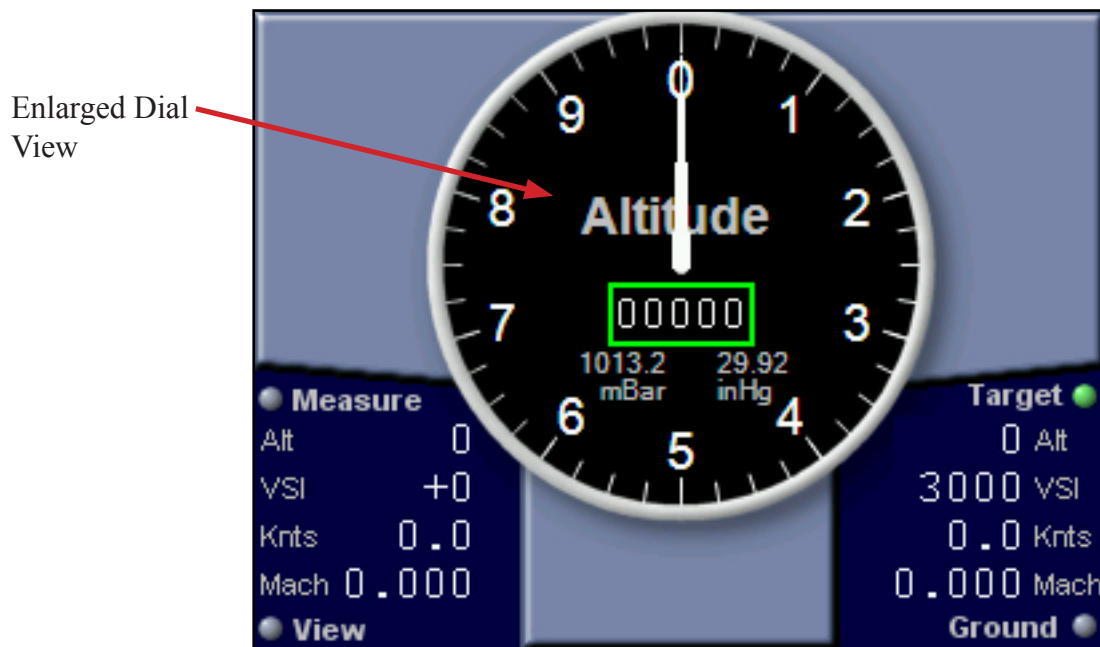 Enlarged Dial
View
0
1
2
3
4
5
6
7
8
9
Altitude
00000
1013.2 29.92
mBar inHg
Measure
Alt 0
VSI +0
Knts 0.0
Mach 0.000
View
Target
0 Alt
3000 VSI
0.0 Knts
0.000 Mach
Ground